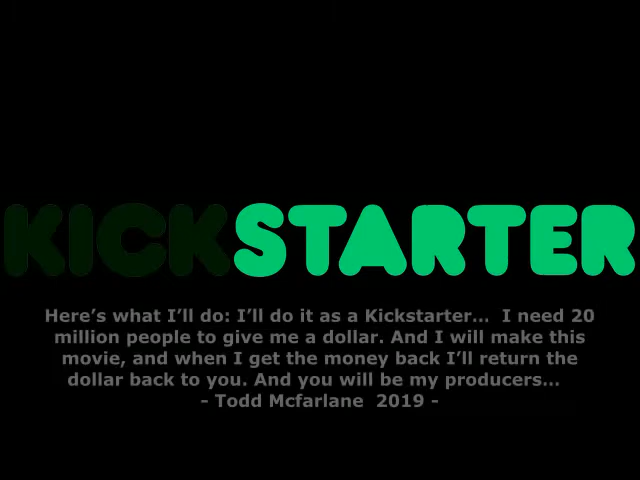 KICKSTARTER
Here’s what I’ll do: I’ll do it as a Kickstarter...  I need 20
million people to give me a dollar. And I will make this
movie, and when I get the money back I’ll return the
dollar back to you. And you will be my producers...
- Todd Mcfarlane  2019 -